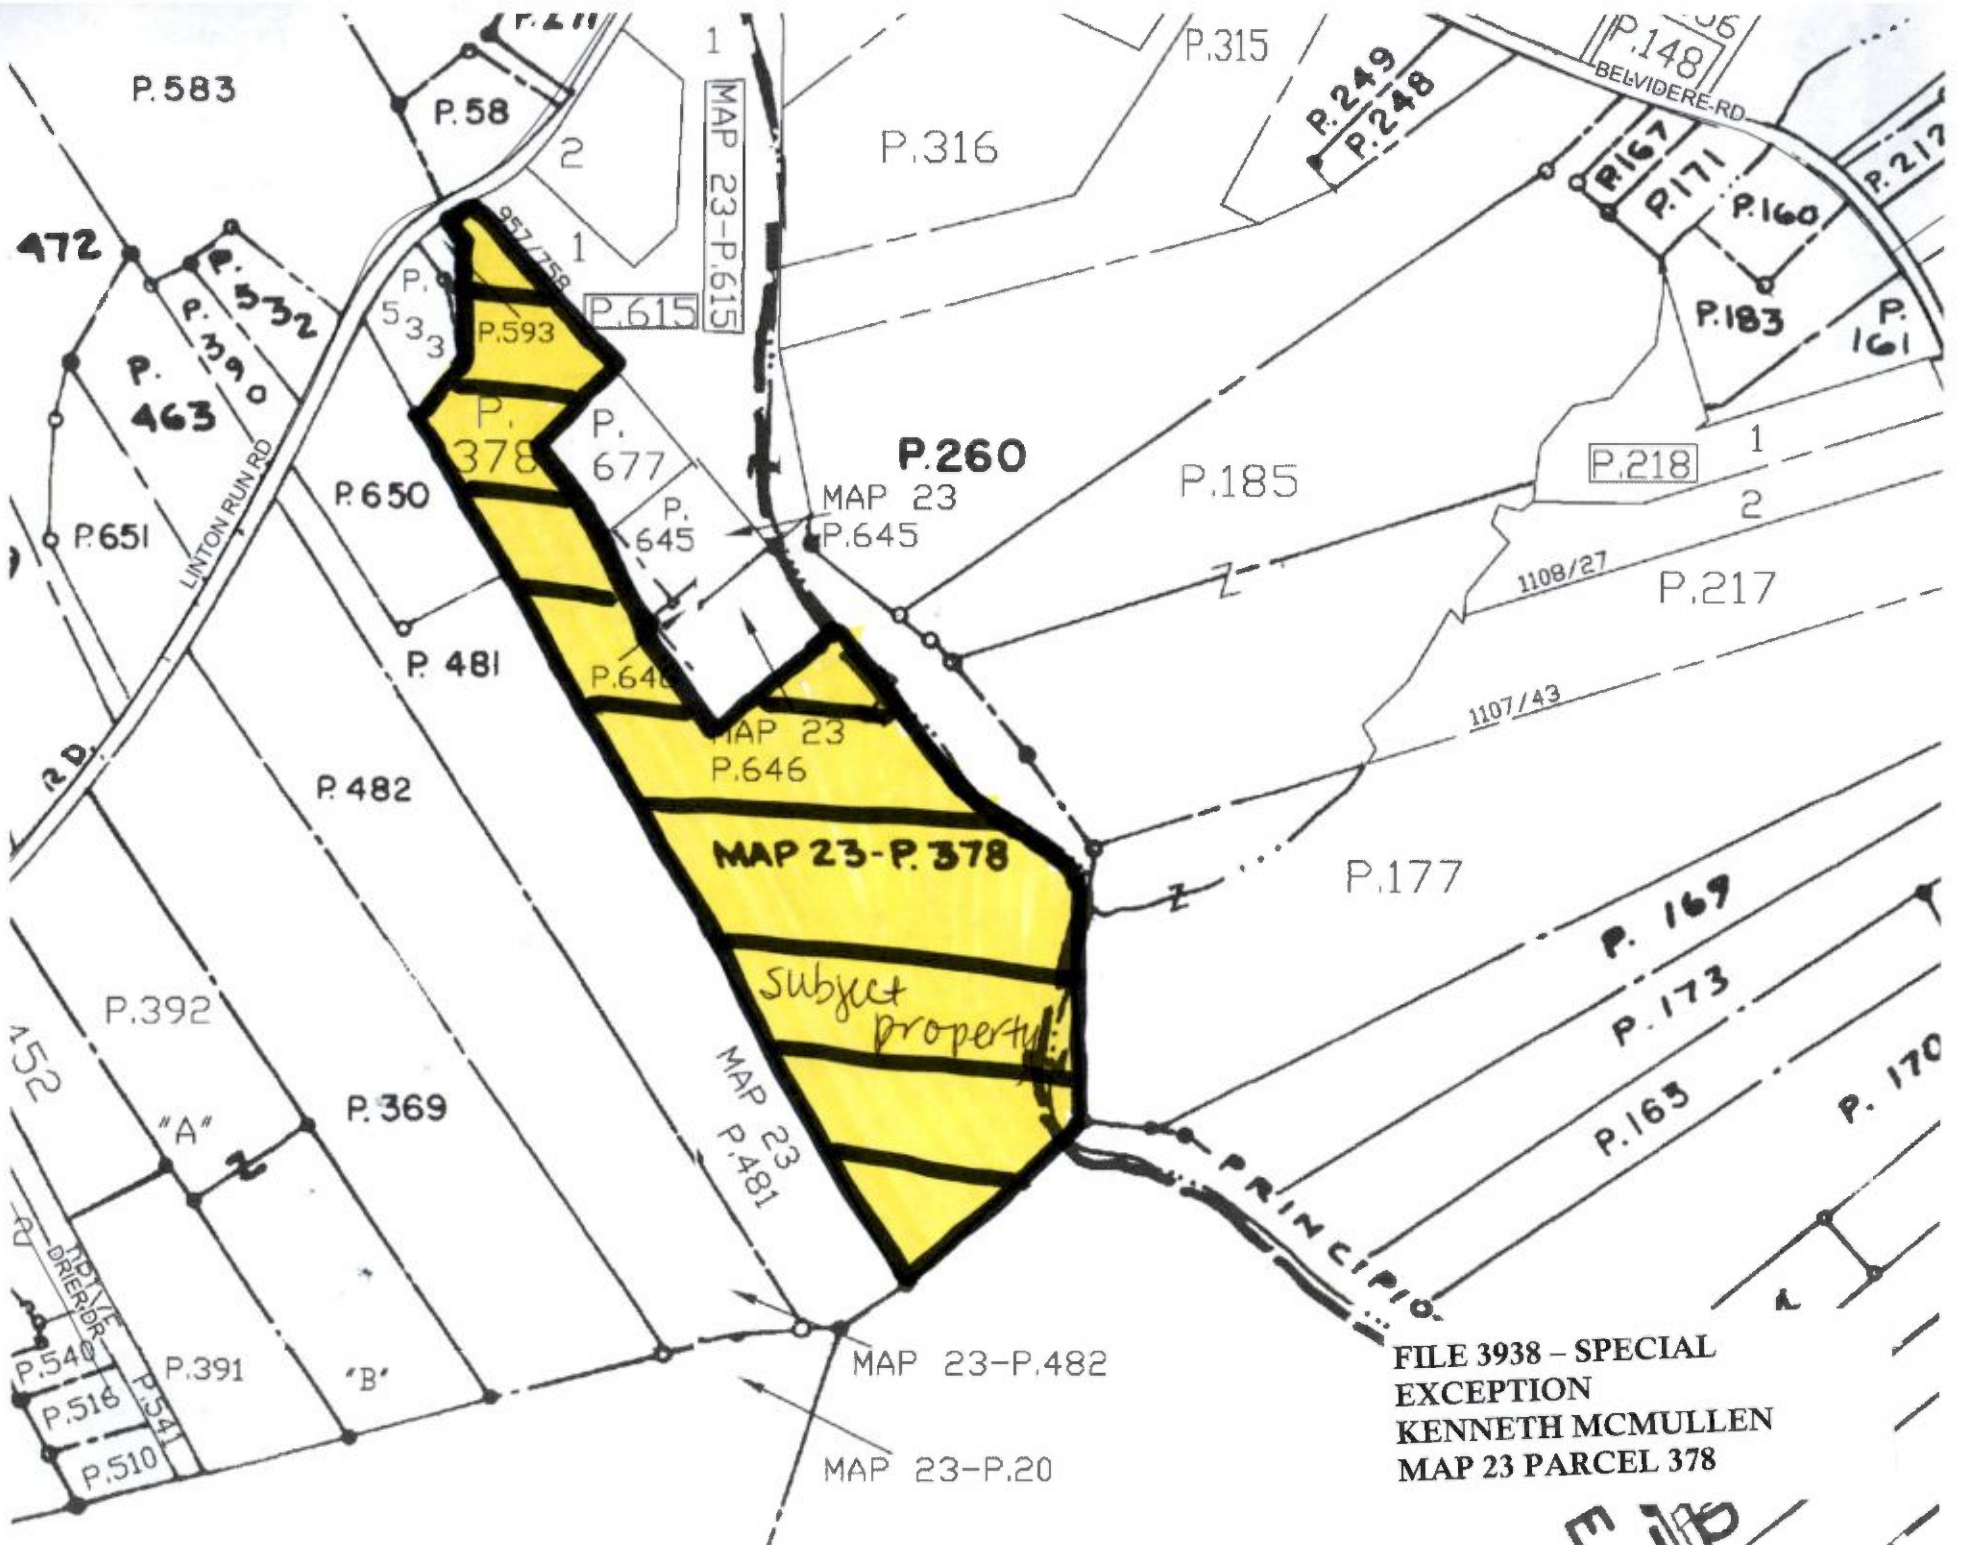 P.583
P.58
2
1
MAP 23-P.615
P.315
P.316
P.249
P.248
P.148
BELVIDERE RD
P.167
P.171
P.160
P.217
P.183
P.
161
472
P.532
P.390
P.
463
P.
533
957/758
1
P.615
P.593
P.
378
P.
677
P.
645
MAP 23
P.645
P.260
P.185
P.218
1
2
1108/27
P.217
1107/43
P.650
P.651
LINTON RUN RD
P. 481
P.646
MAP 23
P.646
RD.
P. 482
MAP 23-P. 378
Z
Z
P.177
P. 169
P. 173
P.163
P. 170
subject
property
P.392
452
"A"
Z
P. 369
MAP 23
P.481
PRINCIPIO
DRIER DR
P.540
P.516
P.541
P.510
P.391
"B"
MAP 23-P.482
MAP 23-P.20
FILE 3938 – SPECIAL
EXCEPTION
KENNETH MCMULLEN
MAP 23 PARCEL 378